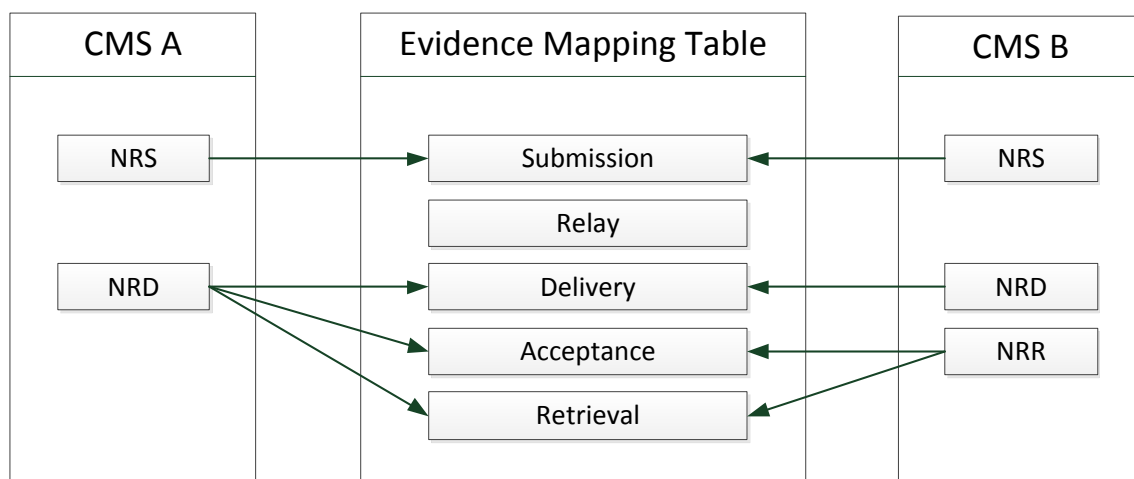 CMS A
Evidence Mapping Table
CMS B
NRS
Submission
NRS
Relay
NRD
Delivery
NRD
Acceptance
NRR
Retrieval